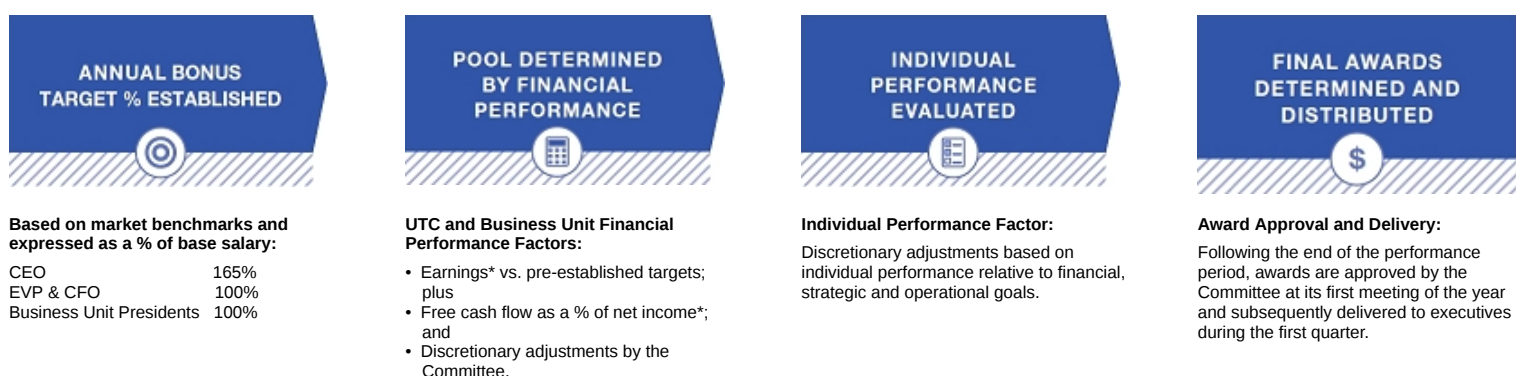 ANNUAL BONUS
TARGET % ESTABLISHED
Based on market benchmarks and
expressed as a % of base salary:
CEO 165%
EVP & CFO 100%
Business Unit Presidents 100%
POOL DETERMINED
BY FINANCIAL
PERFORMANCE
UTC and Business Unit Financial
Performance Factors:
• Earnings* vs. pre-established targets;
plus
• Free cash flow as a % of net income*;
and
• Discretionary adjustments by the
Committee.
INDIVIDUAL
PERFORMANCE
EVALUATED
Individual Performance Factor:
Discretionary adjustments based on
individual performance relative to financial,
strategic and operational goals.
FINAL AWARDS
DETERMINED AND
DISTRIBUTED
$
Award Approval and Delivery:
Following the end of the performance
period, awards are approved by the
Committee at its first meeting of the year
and subsequently delivered to executives
during the first quarter.